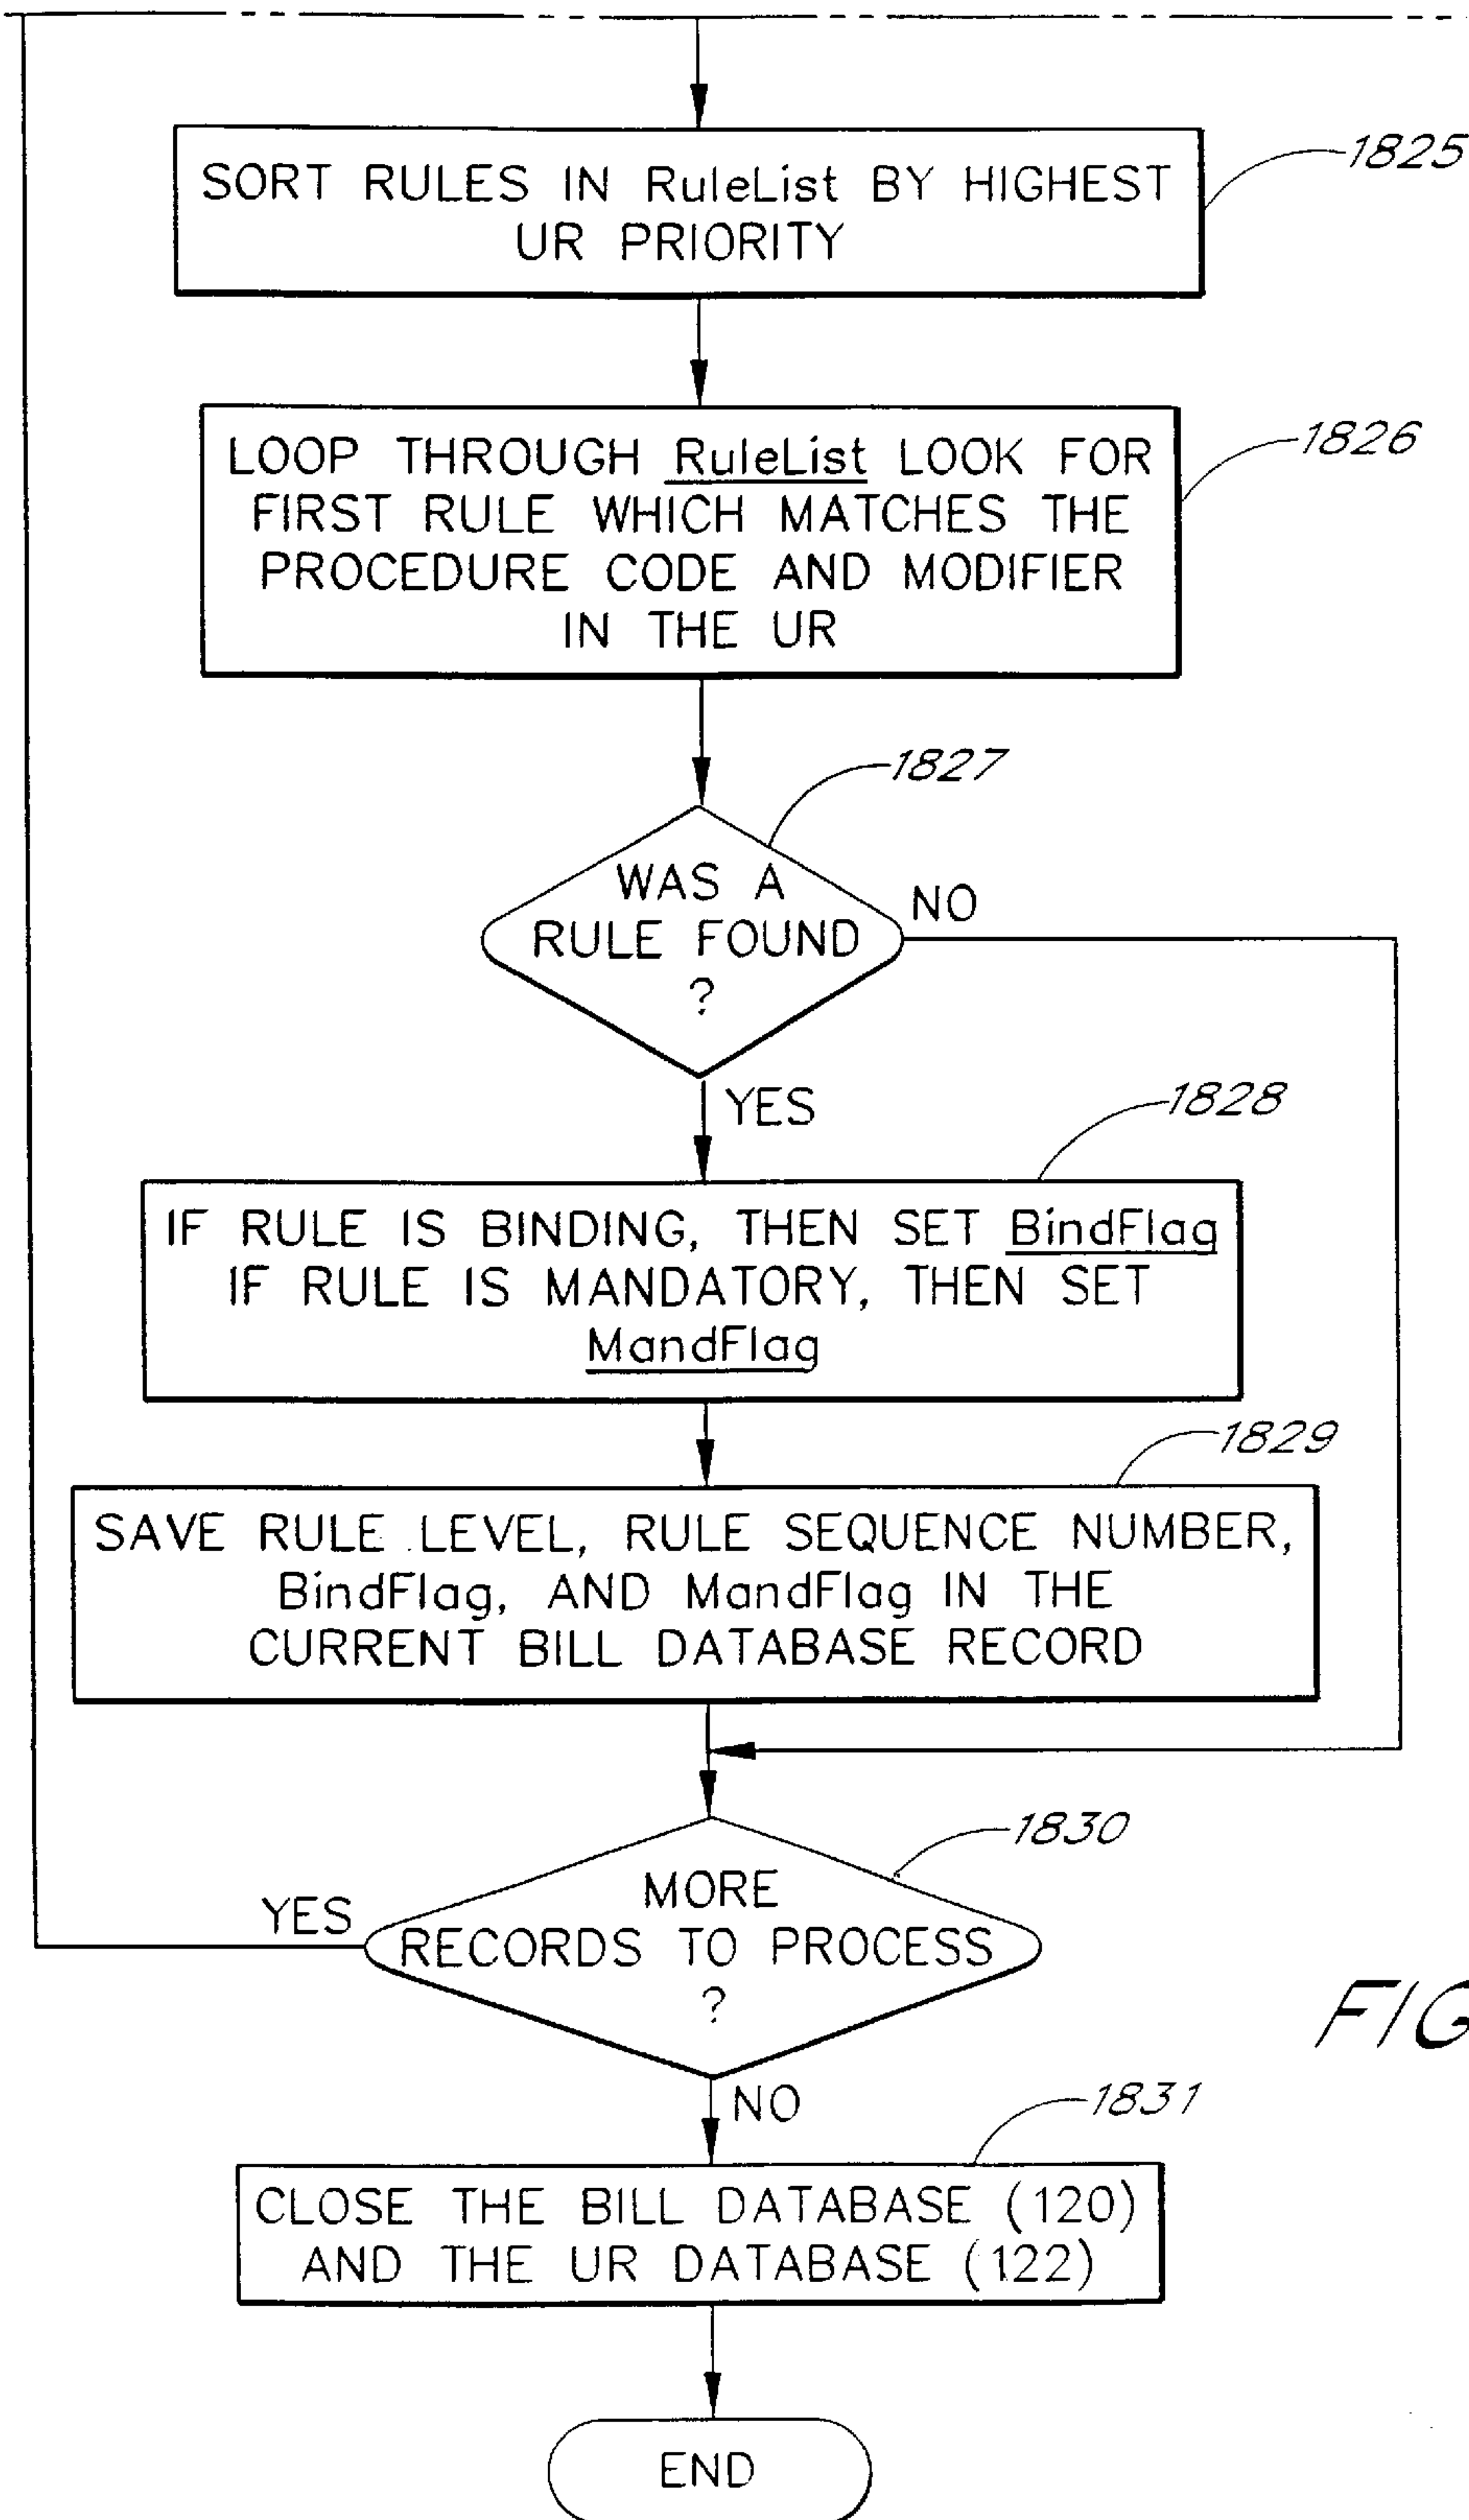 1825
SORT RULES IN RuleList BY HIGHEST
UR PRIORITY
1826
LOOP THROUGH RuleList LOOK FOR
FIRST RULE WHICH MATCHES THE
PROCEDURE CODE AND MODIFIER
IN THE UR
1827
WAS A
RULE FOUND
?
NO
YES
1828
IF RULE IS BINDING, THEN SET BindFlag
IF RULE IS MANDATORY, THEN SET
MandFlag
1829
SAVE RULE LEVEL, RULE SEQUENCE NUMBER,
BindFlag, AND MandFlag IN THE
CURRENT BILL DATABASE RECORD
1830
MORE
RECORDS TO PROCESS
?
YES
FIG
NO
1831
CLOSE THE BILL DATABASE (120)
AND THE UR DATABASE (122)
END